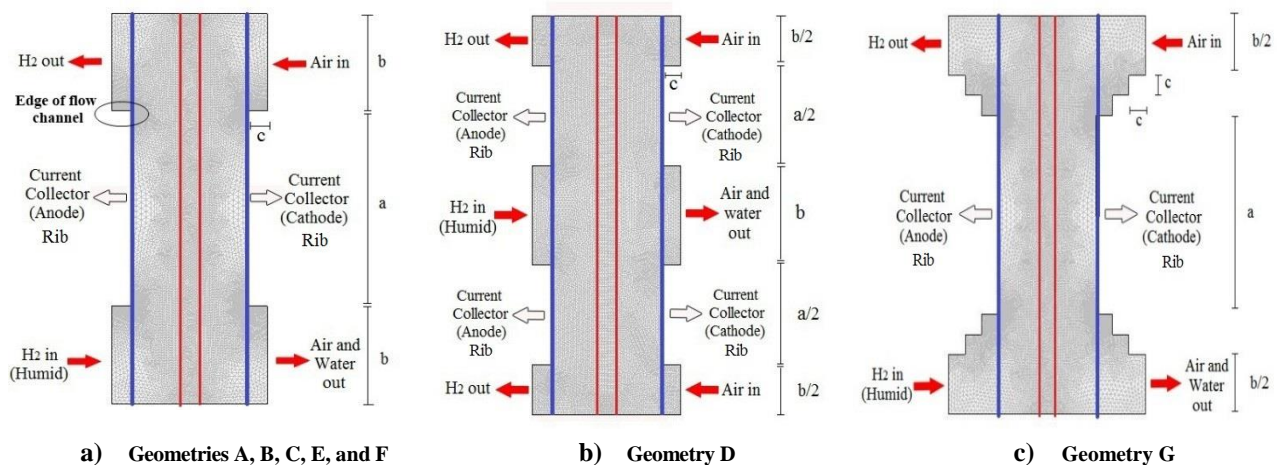 H2 out
Air in
b
Edge of flow
channel
c
Current
Collector
(Anode)
Rib
Current
Collector
(Cathode)
Rib
a
H2 in
(Humid)
Air and
Water
out
b
a) Geometries A, B, C, E, and F
H2 out
Air in
b/2
c
Current
Collector
(Anode)
Rib
Current
Collector
(Cathode)
Rib
a/2
H2 in
(Humid)
Air and
water
out
b
Current
Collector
(Anode)
Rib
Current
Collector
(Cathode)
Rib
a/2
H2 out
Air in
b/2
b) Geometry D
H2 out
Air in
b/2
c
c
Current
Collector
(Anode)
Rib
Current
Collector
(Cathode)
Rib
a
H2 in
(Humid)
Air and
Water
out
b/2
c) Geometry G